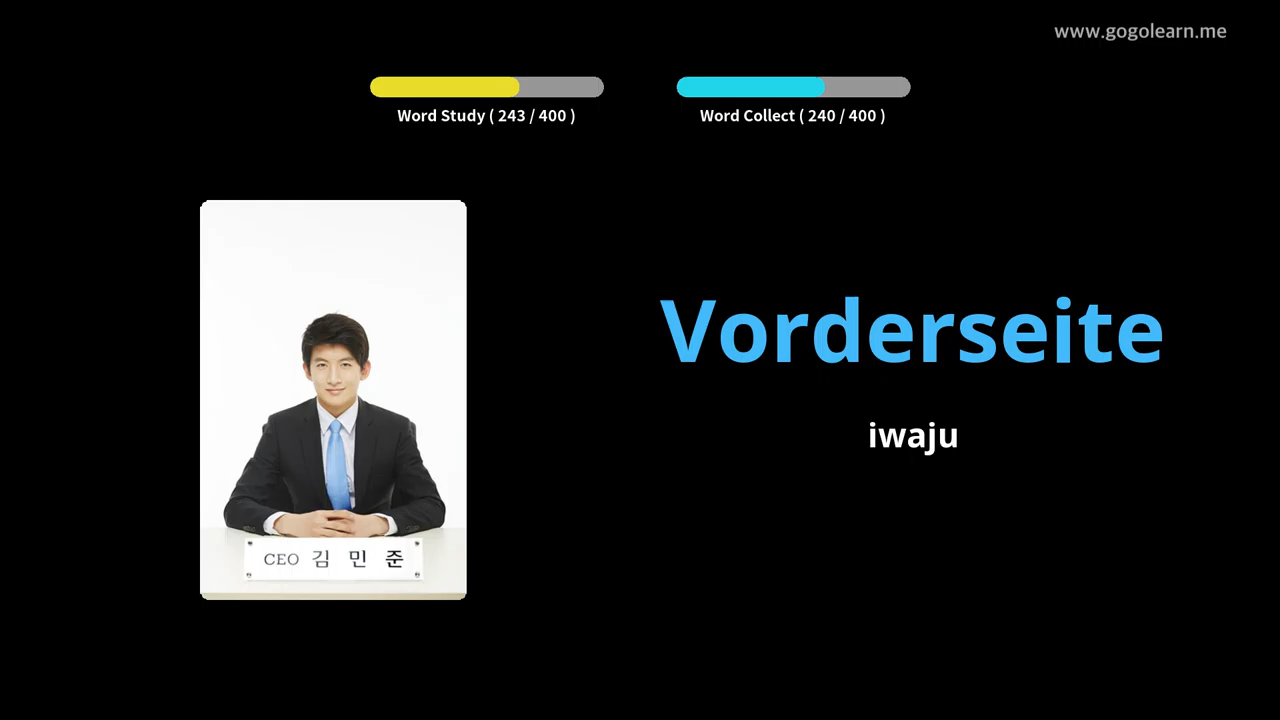 www.gogolearn.me
Word Study ( 243 / 400 )
Word Collect ( 240 / 400 )
Vorderseite
iwaju
CEO 김 민 준